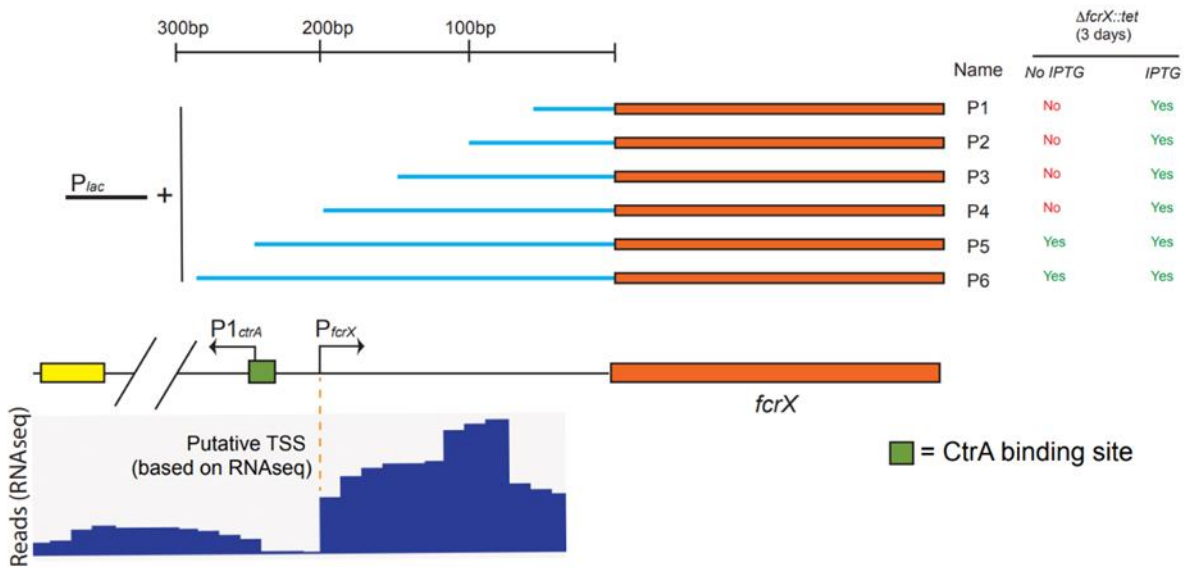 300bp 200bp 100bp
ΔfcrX::tet
(3 days)
Name No IPTG IPTG
P1 No Yes
P2 No Yes
P3 No Yes
Plac + P4 No Yes
P5 Yes Yes
P6 Yes Yes
P1ctrA PfcrX
fcrX
Reads (RNAseq)
Putative TSS
(based on RNAseq)
= CtrA binding site